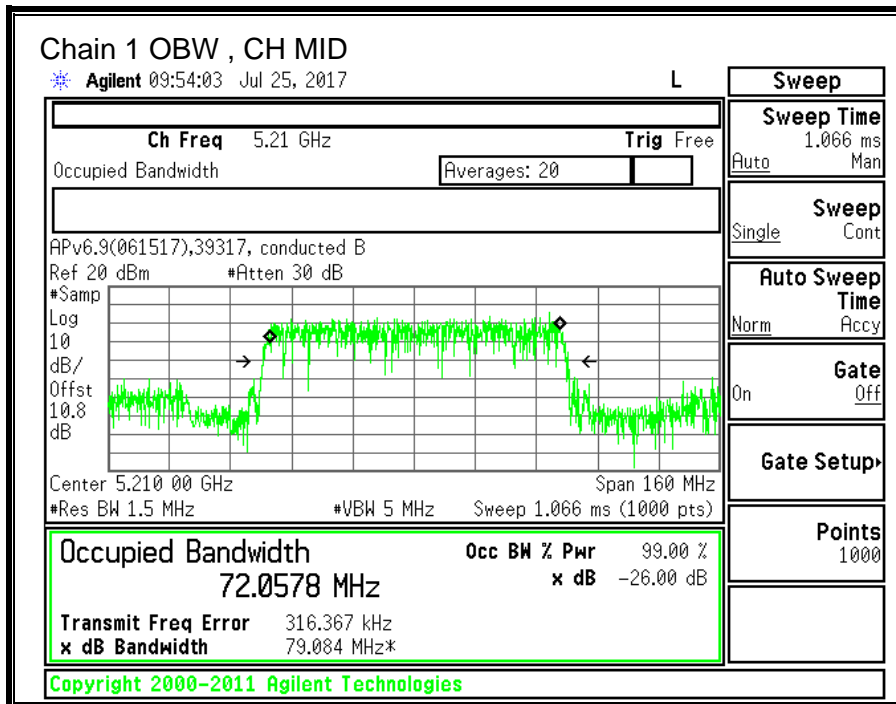 Chain 1 OBW , CH MID
Agilent 09:54:03 Jul 25, 2017 L
Sweep
Ch Freq 5.21 GHz Trig Free
Occupied Bandwidth Averages: 20
APv6.9(061517),39317, conducted B
Ref 20 dBm #Atten 30 dB
#Samp
Log
10
dB/
Offst
10.8
dB
Center 5.210 00 GHz Span 160 MHz
#Res BW 1.5 MHz #VBW 5 MHz Sweep 1.066 ms (1000 pts)
Occupied Bandwidth Occ BW % Pwr 99.00 %
72.0578 MHz x dB -26.00 dB
Transmit Freq Error 316.367 kHz
x dB Bandwidth 79.084 MHz*
Copyright 2000-2011 Agilent Technologies
Sweep Time
1.066 ms
Auto Man
Sweep
Single Cont
Auto Sweep
Time
Norm Accy
Gate
On Off
Gate Setup
Points
1000